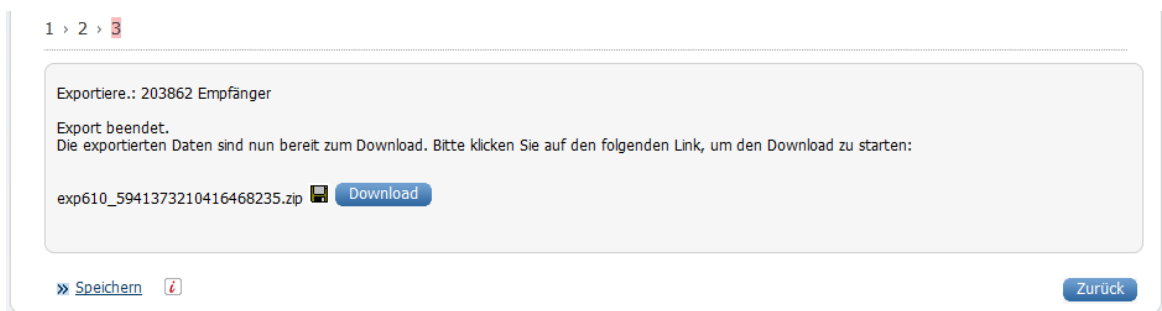 1 › 2 › 3
Exportiere.: 203862 Empfänger
Export beendet.
Die exportierten Daten sind nun bereit zum Download. Bitte klicken Sie auf den folgenden Link, um den Download zu starten:
exp610_5941373210416468235.zip Download
» Speichern i
Zurück